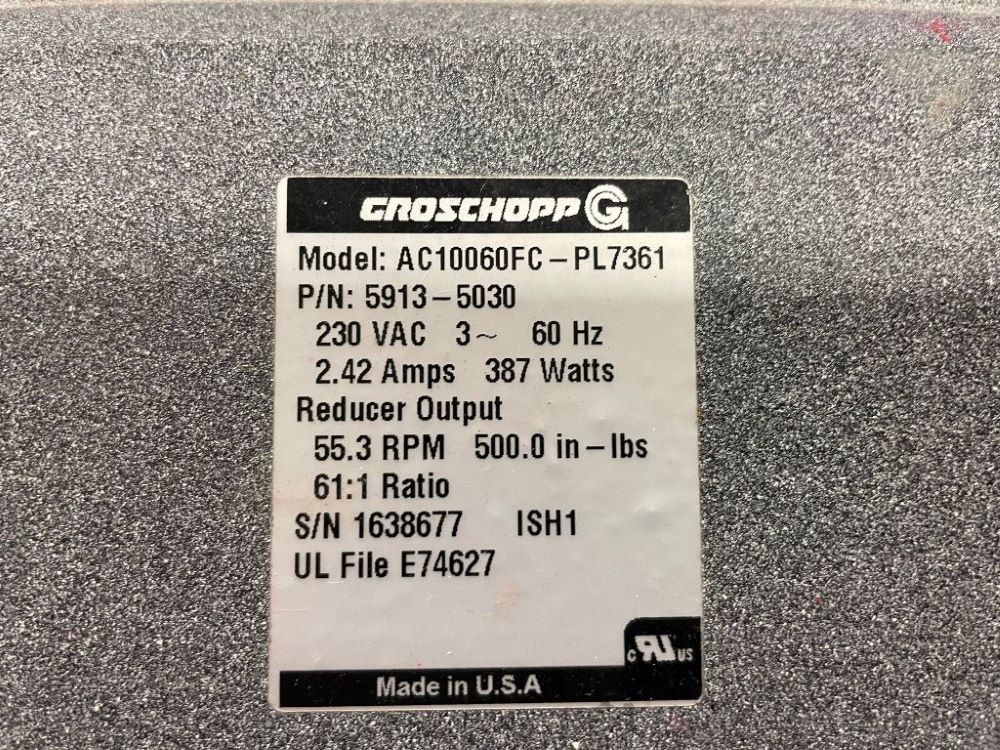 GROSCHOPP G
Model: AC10060FC-PL7361
P/N: 5913-5030
230 VAC 3~ 60 Hz
2.42 Amps 387 Watts
Reducer Output
55.3 RPM 500.0 in-lbs
61:1 Ratio
S/N 1638677 ISH1
UL File E74627
c RU US
Made in U.S.A